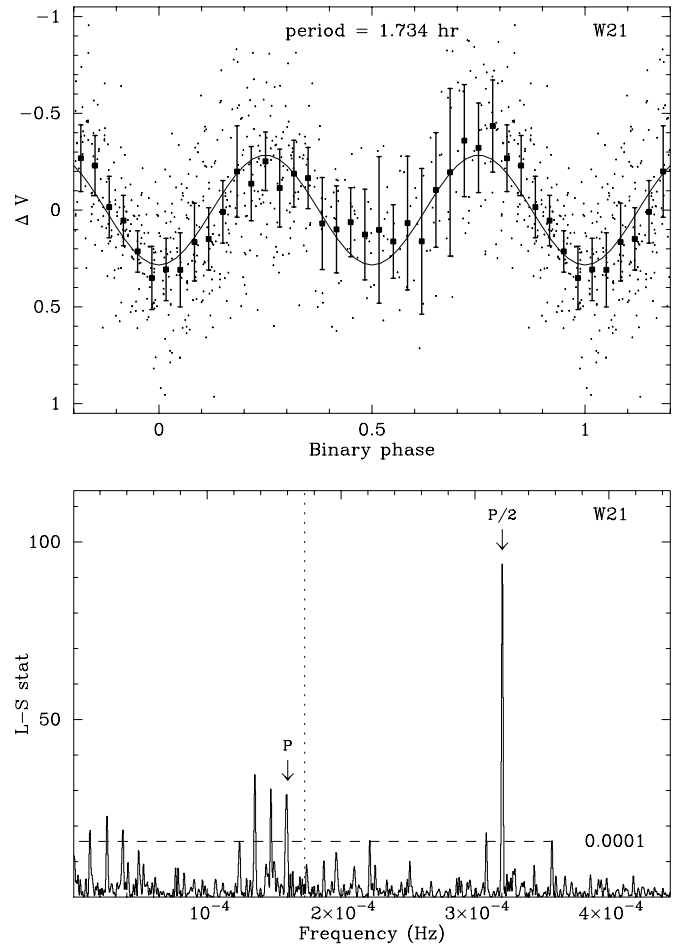 period = 1.734 hr
W21
−1
−0.5
0
0.5
1
Δ V
0
0.5
1
Binary phase
P/2
W21
100
50
P
0.0001
L−S stat
10⁻⁴
2×10⁻⁴
3×10⁻⁴
4×10⁻⁴
Frequency (Hz)